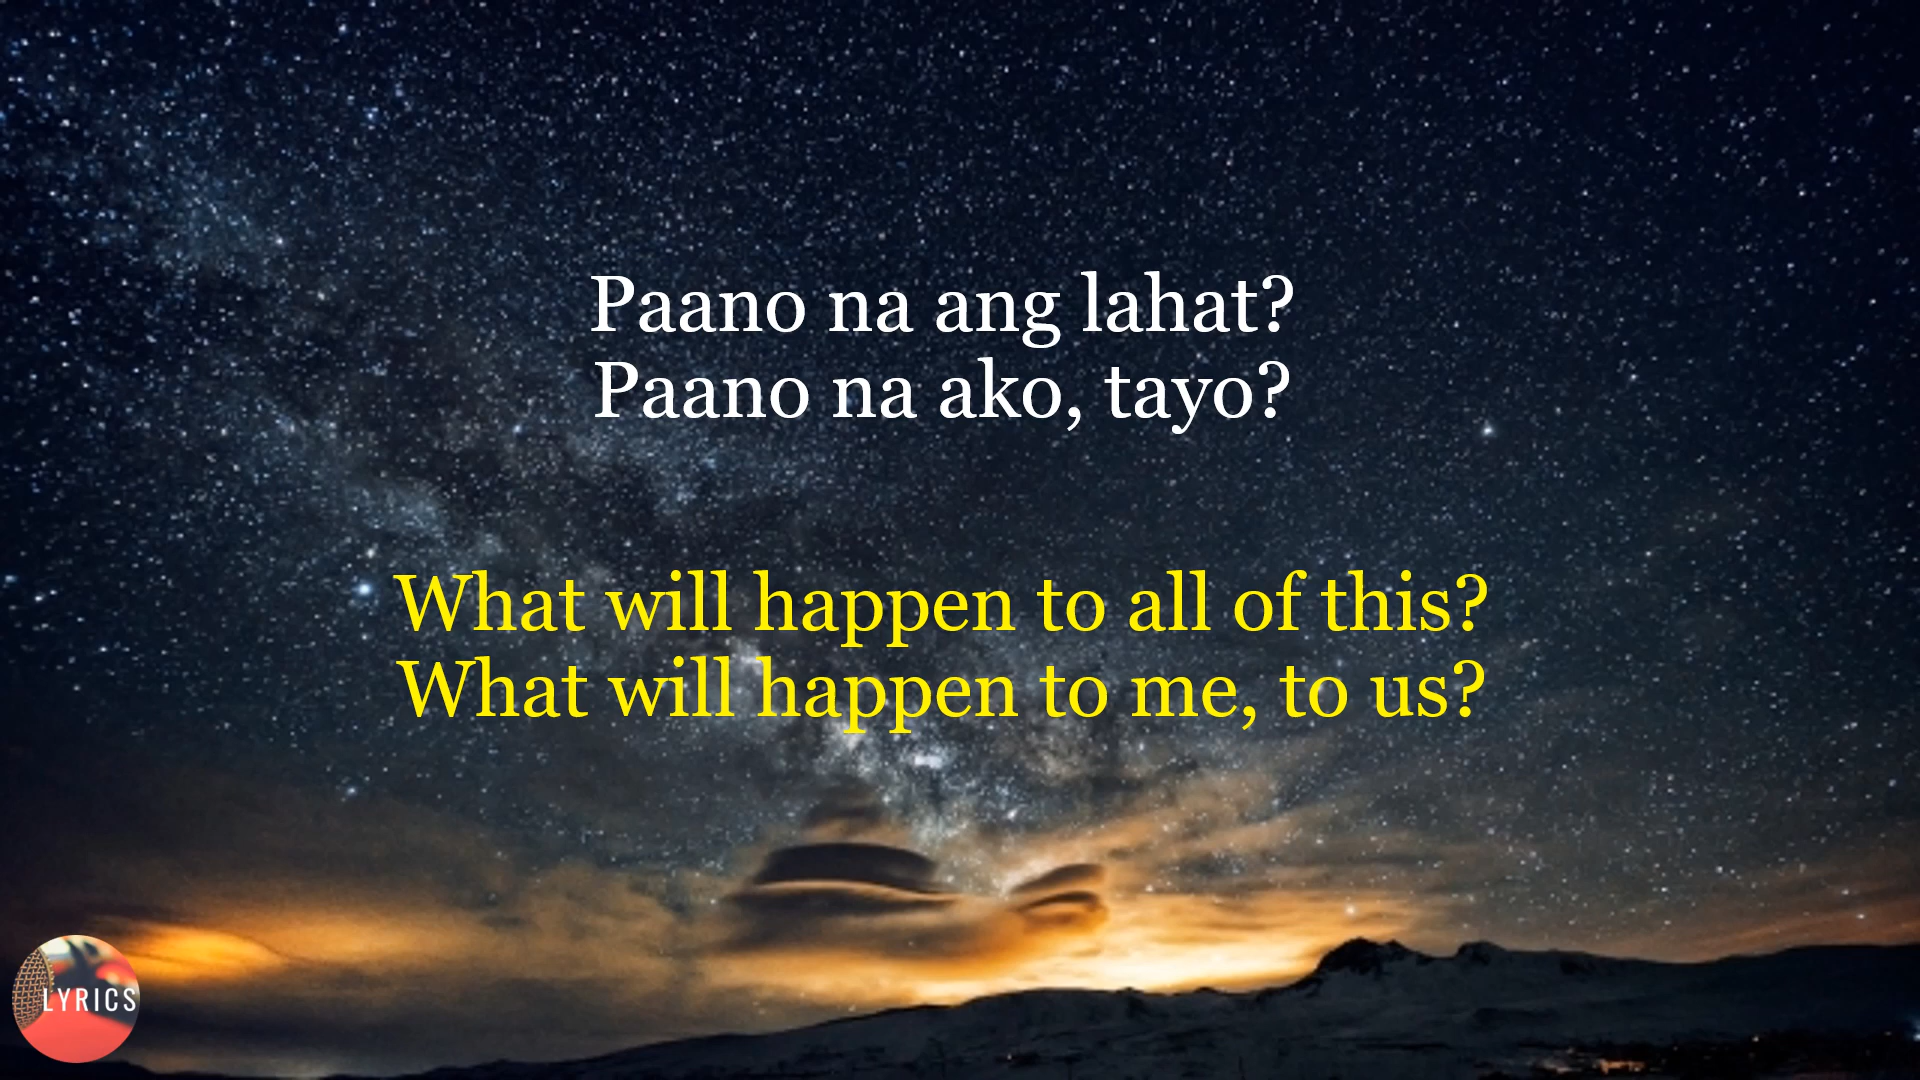 Paano na ang lahat?
Paano na ako, tayo?
What will happen to all of this?
What will happen to me, to us?
LYRICS